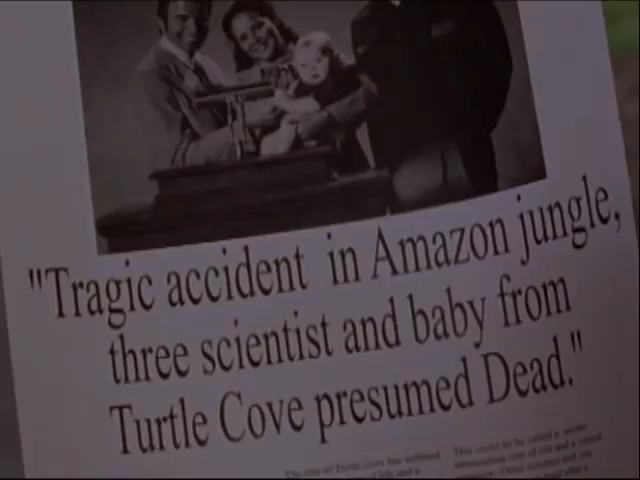 "Tragic accident in Amazon jungle,
three scientist and baby from
Turtle Cove presumed Dead."